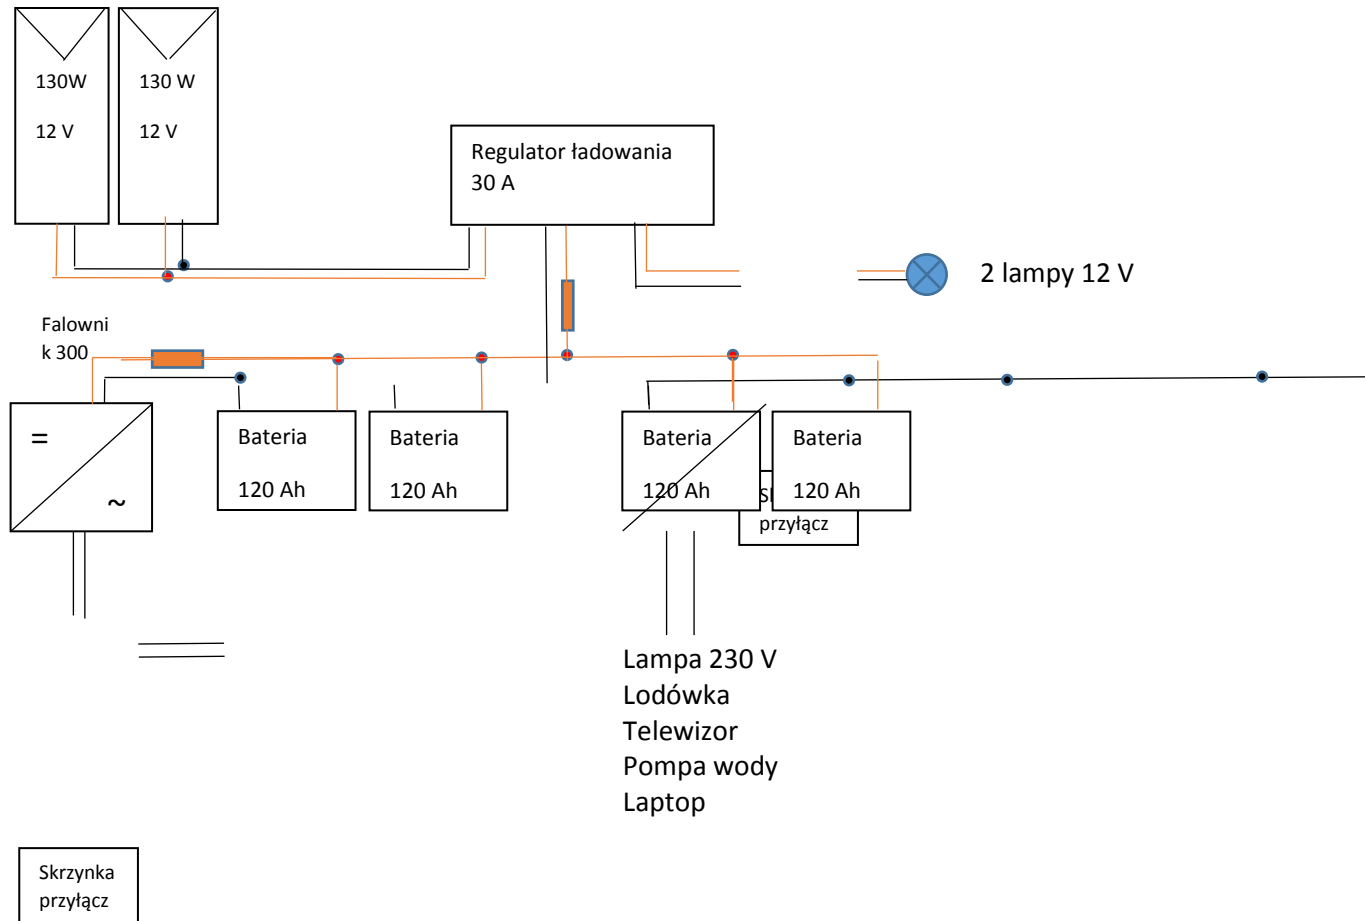 130W
12 V
130 W
12 V
Regulator ładowania
30 A
2 lampy 12 V
Falowni
k 300
=
~
Bateria
120 Ah
Bateria
120 Ah
Bateria
120 Ah
Bateria
120 Ah
przyłącz
Lampa 230 V
Lodówka
Telewizor
Pompa wody
Laptop
Skrzynka
przyłącz